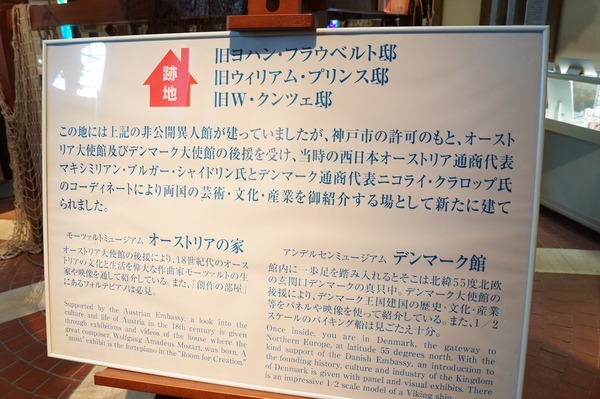 跡
地
旧ヨハン・フラウベルト邸
旧ウィリアム・プリンス邸
旧W・クンツェ邸
この地には上記の非公開異人館が建っていましたが、神戸市の許可のもと、オースト
リア大使館及びデンマーク大使館の後援を受け、当時の西日本オーストリア通商代表
マキシミリアン・ブルガー・シャイドリン氏とデンマーク通商代表ニコライ・クラロップ氏
のコーディネートにより両国の芸術・文化・産業を御紹介する場として新たに建て
られました。
モーツァルトミュージアム オーストリアの家
オーストリア大使館の後援により、18世紀代のオース
トリアの文化と生活を偉大な作曲家モーツァルトの生
家や映像を通して紹介している。また、「創作の部屋」
にあるフォルテピアノは必見。
Supported by the Austrian Embassy, a look into the
culture and life of Austria in the 18th century is given
through exhibitions and videos of the house where the
great composer, Wolfgang Amadeus Mozart, was born. A
"must" exhibit is the fortepiano in the "Room for Creation."
アンデルセンミュージアム デンマーク館
館内に一歩足を踏み入れるとそこは北緯55度北欧
の玄関口デンマークの真只中。デンマーク大使館の
後援により、デンマーク王国建国の歴史・文化・産業
等をパネルや映像を使って紹介している。また、1/2
スケールのバイキング船は見ごたえ十分。
Once inside, you are in Denmark, the gateway to
Northern Europe, at latitude 55 degrees north. With the
kind support of the Danish Embassy, an introduction to
the founding history, culture and industry of the Kingdom
of Denmark is given with panel and visual exhibits. There
is an impressive 1/2 scale model of a Viking ship.